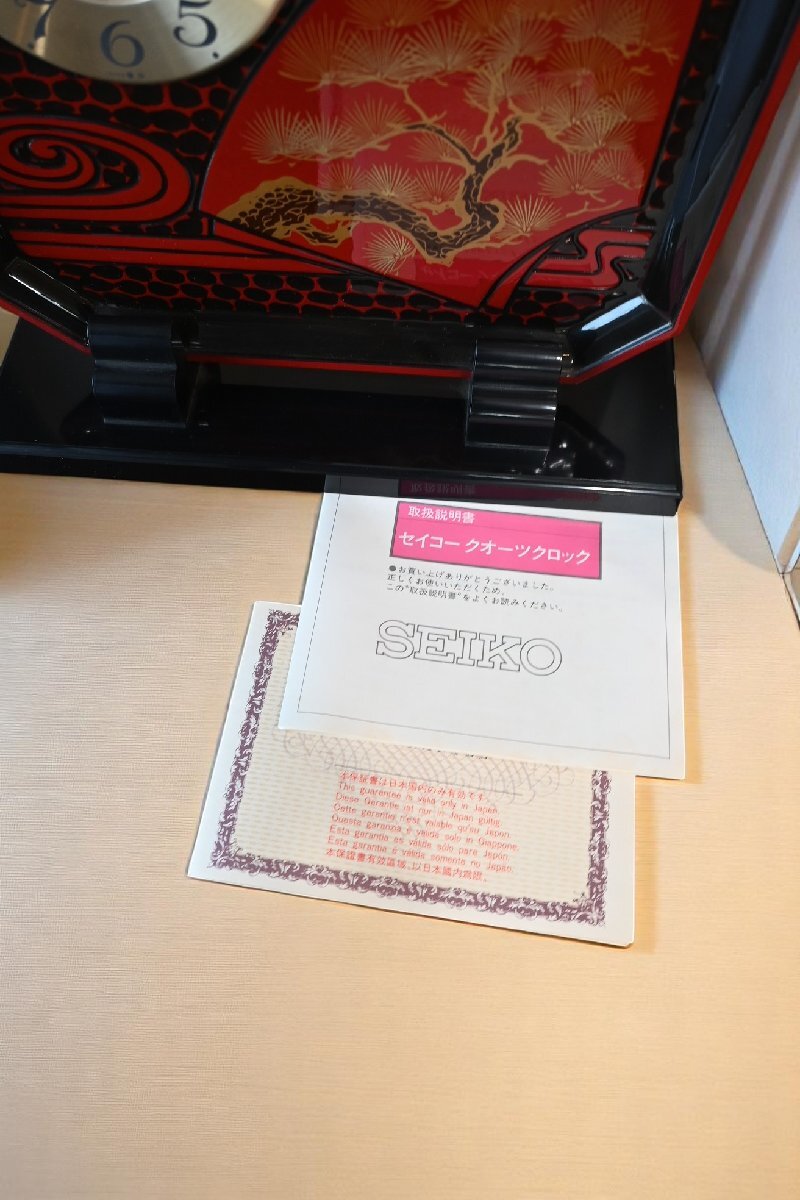 7 6 5
取扱説明書
セイコー クオーツクロック
●お買い上げありがとうございました。
正しくお使いいただくため、
この"取扱説明書"をよくお読みください。
SEIKO
本保証書は日本国内のみ有効です。
This guarantee is valid only in Japan.
Diese Garantie ist nur in Japan gültig.
Cette garantie n'est valable qu'au Japon.
Questa garanzia è valida solo in Giappone.
Esta garantía es válida sólo para Japón.
Esta garantia é válida somente no Japão.
本保證書有效區域、以日本國內為限。